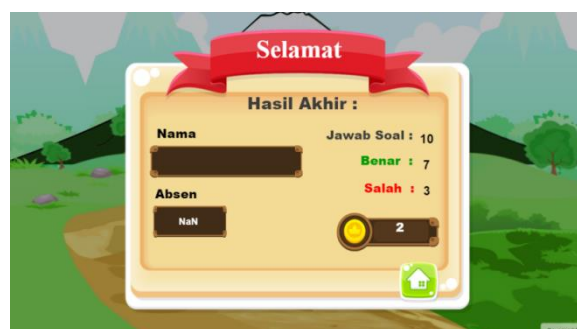 Selamat
Hasil Akhir :
Nama
Jawab Soal : 10
Benar : 7
Absen
Salah : 3
NaN
2